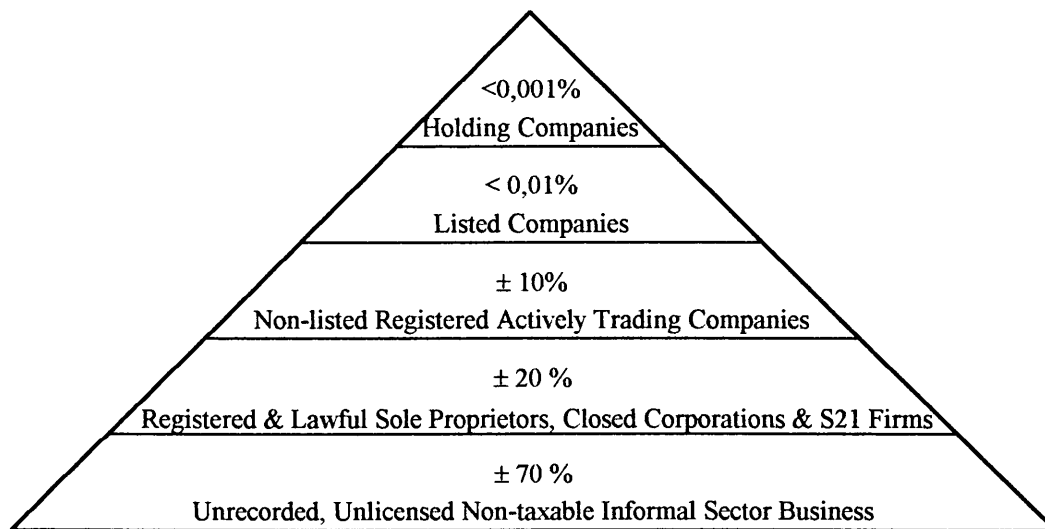 <0,001%
Holding Companies
< 0,01%
Listed Companies
± 10%
Non-listed Registered Actively Trading Companies
± 20 %
Registered & Lawful Sole Proprietors, Closed Corporations & S21 Firms
± 70 %
Unrecorded, Unlicensed Non-taxable Informal Sector Business